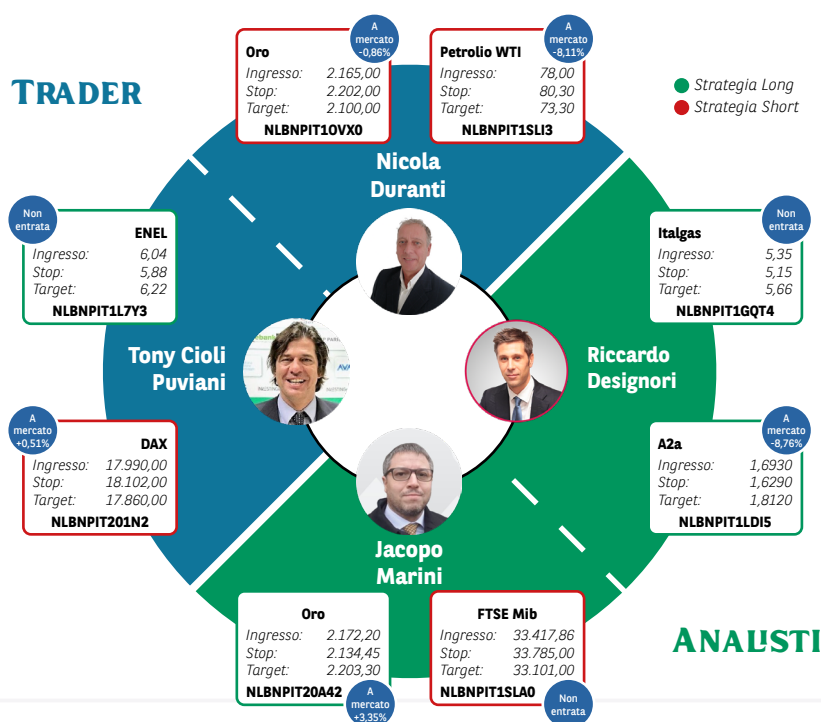 TRADER
A
mercato
-0,86%
Oro
Ingresso: 2.165,00
Stop: 2.202,00
Target: 2.100,00
NLBNPIT1OVX0
A
mercato
-8,11%
Petrolio WTI
Ingresso: 78,00
Stop: 80,30
Target: 73,30
NLBNPIT1SLI3
Strategia Long
Strategia Short
Nicola
Duranti
Non
entrata
ENEL
Ingresso: 6,04
Stop: 5,88
Target: 6,22
NLBNPIT1L7Y3
Non
entrata
Italgas
Ingresso: 5,35
Stop: 5,15
Target: 5,66
NLBNPIT1GQT4
Tony Cioli
Puviani
Riccardo
Designori
A
mercato
+0,51%
DAX
Ingresso: 17.990,00
Stop: 18.102,00
Target: 17.860,00
NLBNPIT201N2
A
mercato
-8,76%
A2a
Ingresso: 1,6930
Stop: 1,6290
Target: 1,8120
NLBNPIT1LDI5
Jacopo
Marini
Oro
Ingresso: 2.172,20
Stop: 2.134,45
Target: 2.203,30
NLBNPIT20A42
A
mercato
+3,35%
FTSE Mib
Ingresso: 33.417,86
Stop: 33.785,00
Target: 33.101,00
NLBNPIT1SLA0
Non
entrata
ANALISTI